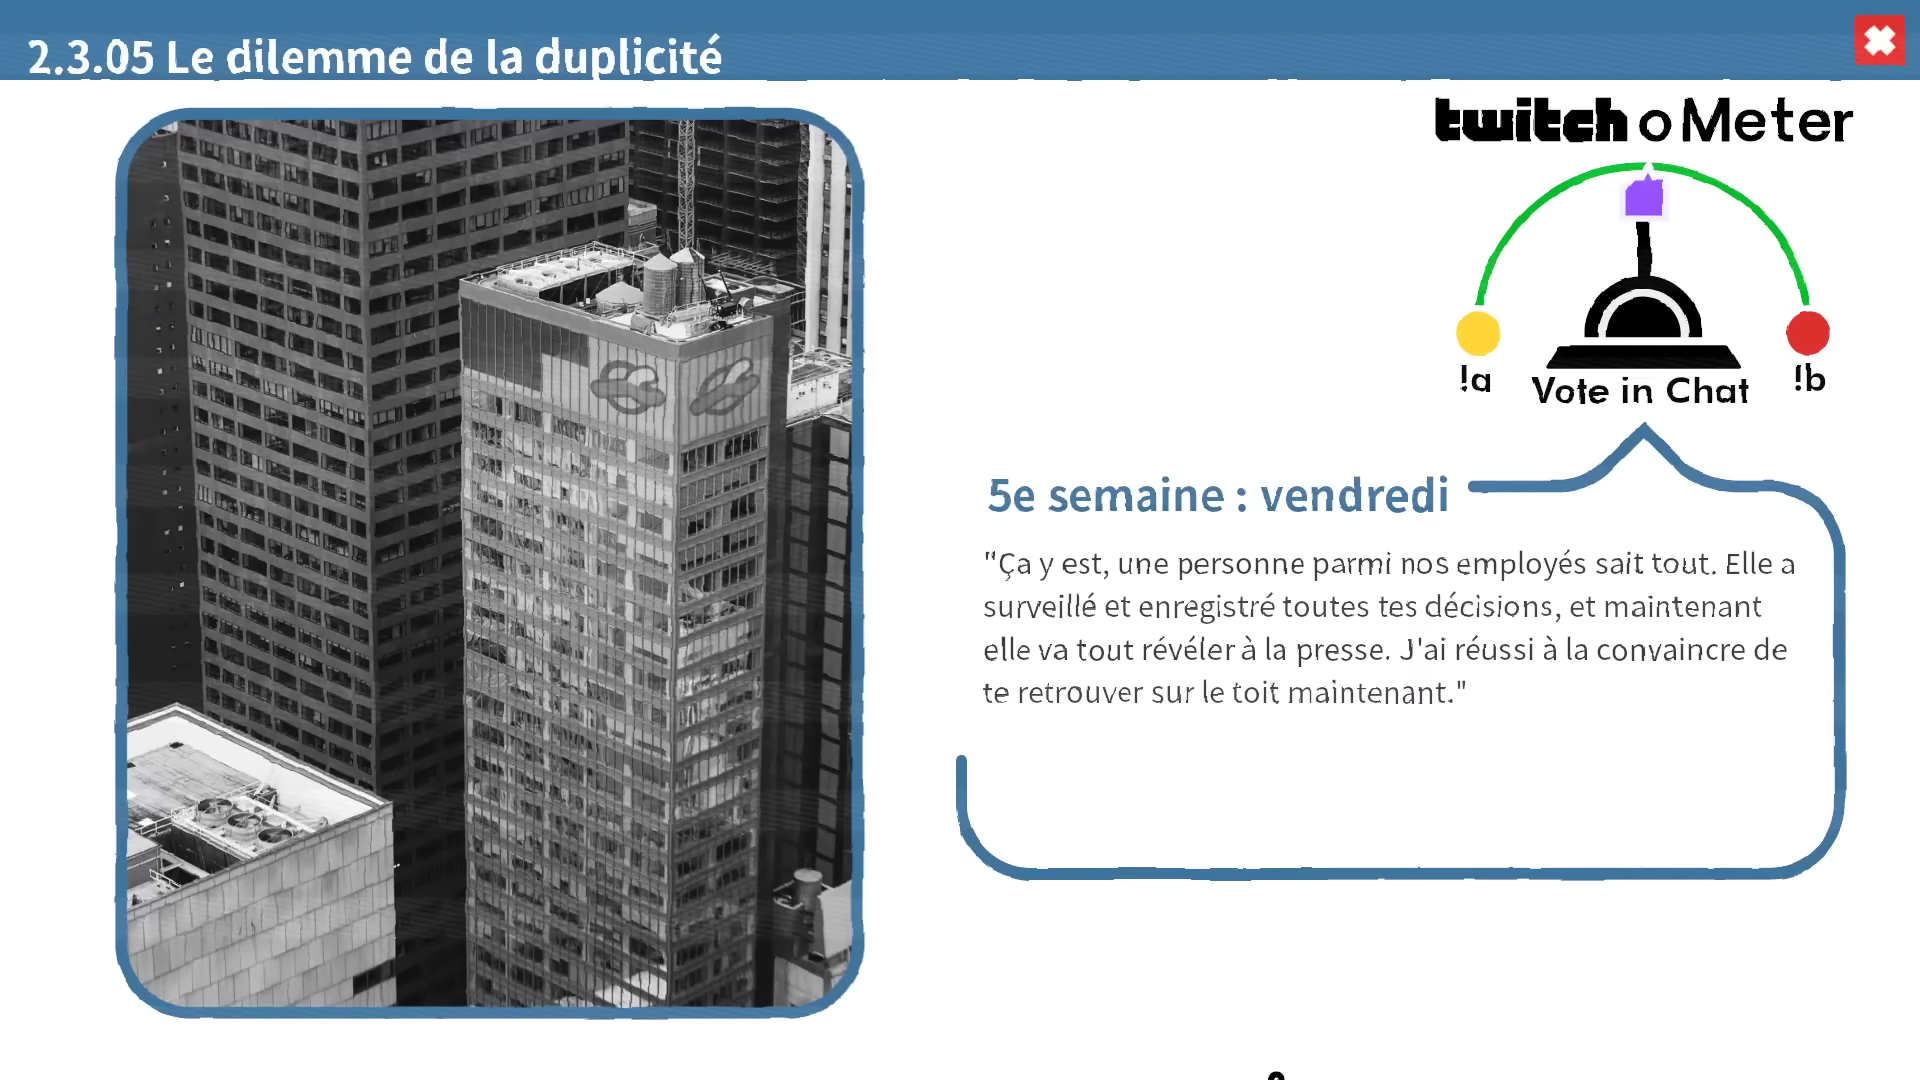 2.3.05 Le dilemme de la duplicité
twitch o Meter
!a
Vote in Chat
!b
5e semaine : vendredi
"Ça y est, une personne parmi nos employés sait tout. Elle a
surveillé et enregistré toutes tes décisions, et maintenant
elle va tout révéler à la presse. J'ai réussi à la convaincre de
te retrouver sur le toit maintenant."